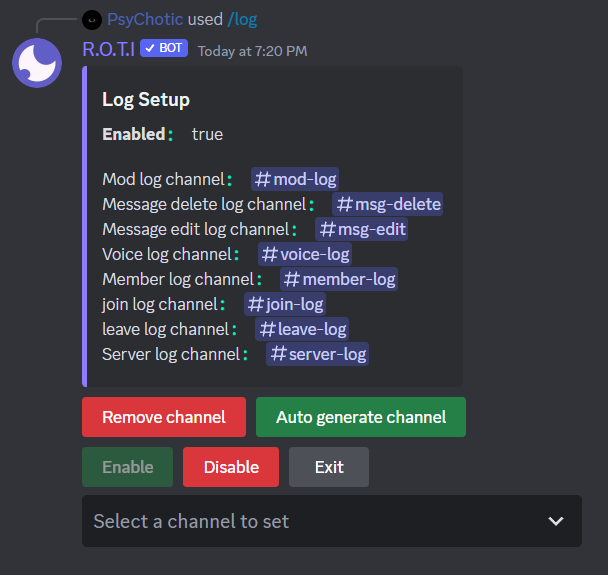 PsyChotic used /log
R.O.T.I ✓ BOT Today at 7:20 PM
Log Setup
Enabled : true
Mod log channel : #mod-log
Message delete log channel : #msg-delete
Message edit log channel : #msg-edit
Voice log channel : #voice-log
Member log channel : #member-log
join log channel : #join-log
leave log channel : #leave-log
Server log channel : #server-log
Remove channel Auto generate channel
Enable Disable Exit
Select a channel to set